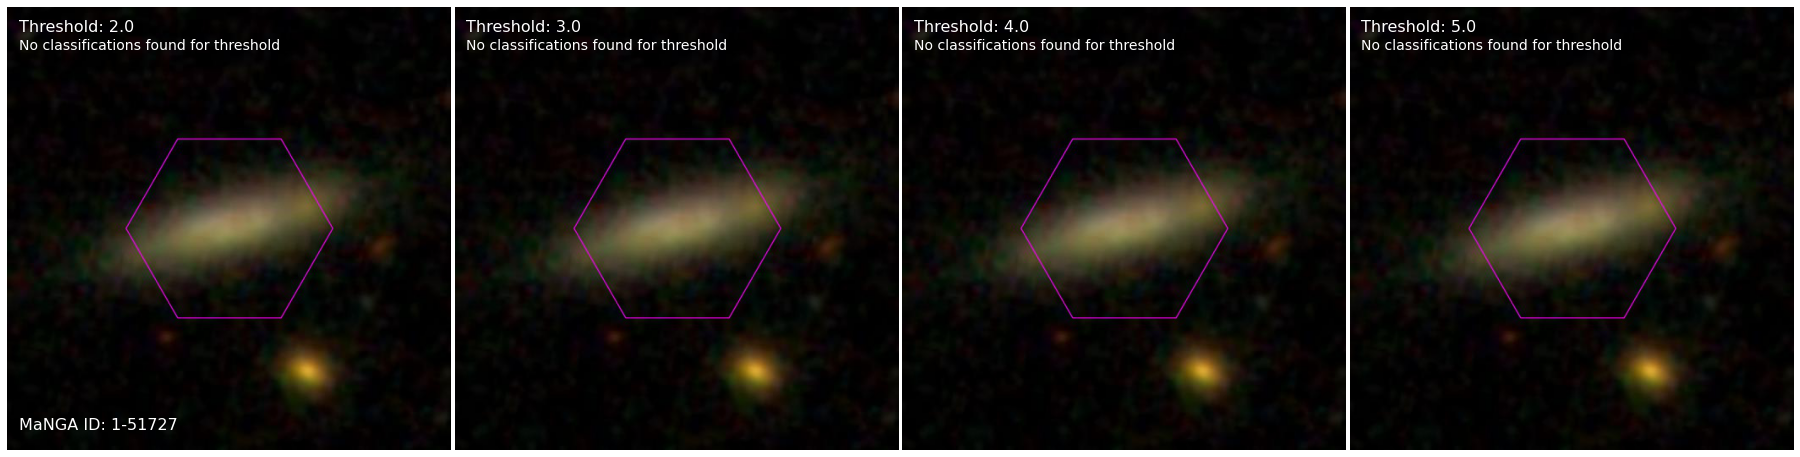 Threshold: 2.0
No classifications found for threshold
MaNGA ID: 1-51727
Threshold: 3.0
No classifications found for threshold
Threshold: 4.0
No classifications found for threshold
Threshold: 5.0
No classifications found for threshold